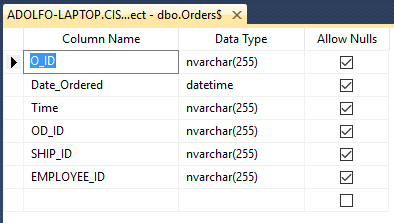 ADOLFO-LAPTOP.CIS...ect - dbo.Orders$
Column Name Data Type Allow Nulls
O_ID nvarchar(255)
Date_Ordered datetime
Time nvarchar(255)
OD_ID nvarchar(255)
SHIP_ID nvarchar(255)
EMPLOYEE_ID nvarchar(255)